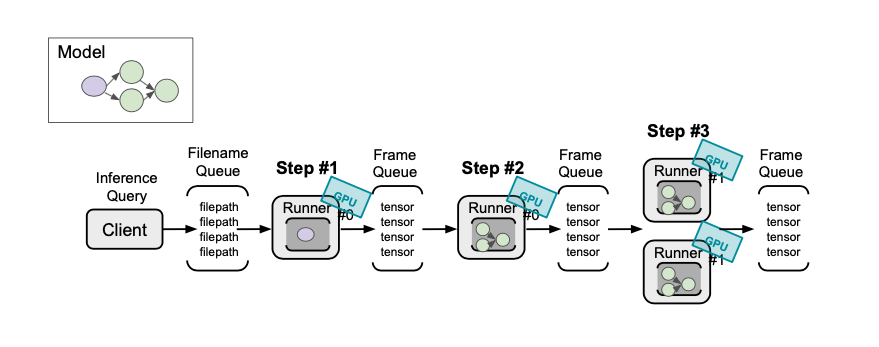 Model
Inference
Query
Client
Filename
Queue
filepath
filepath
filepath
filepath
Step #1
Runner
GPU
#0
Frame
Queue
tensor
tensor
tensor
tensor
Step #2
Runner
GPU
#0
Frame
Queue
tensor
tensor
tensor
tensor
Step #3
Runner
GPU
#1
Runner
GPU
#1
Frame
Queue
tensor
tensor
tensor
tensor